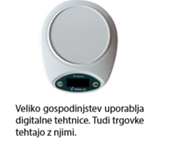 Veliko gospodinjstev uporablja
digitalne tehtnice. Tudi trgovke
tehtajo z njimi.